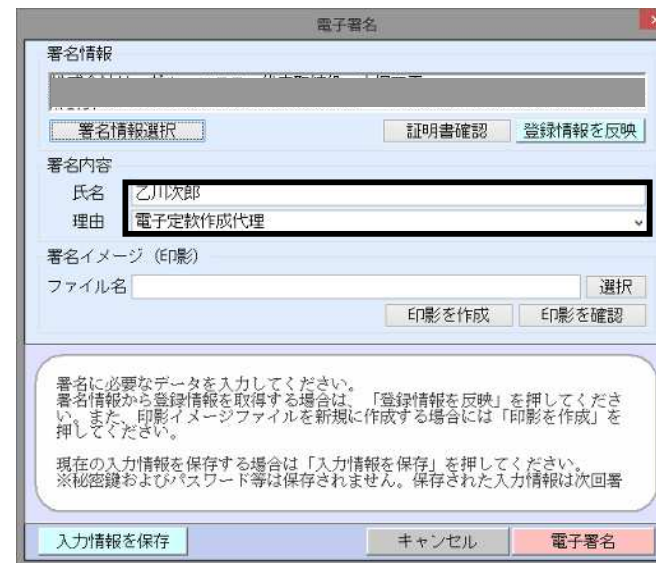 電子署名
署名情報
署名情報選択 証明書確認 登録情報を反映
署名内容
氏名 乙川次郎
理由 電子定款作成代理
署名イメージ（印影）
ファイル名 選択
印影を作成 印影を確認
署名に必要なデータを入力してください。
署名情報から登録情報を取得する場合は、「登録情報を反映」を押してくださ
い。また、印影イメージファイルを新規に作成する場合には「印影を作成」を
押してください。
現在の入力情報を保存する場合は「入力情報を保存」を押してください。
※秘密鍵およびパスワード等は保存されません。保存された入力情報は次回署
入力情報を保存 キャンセル 電子署名